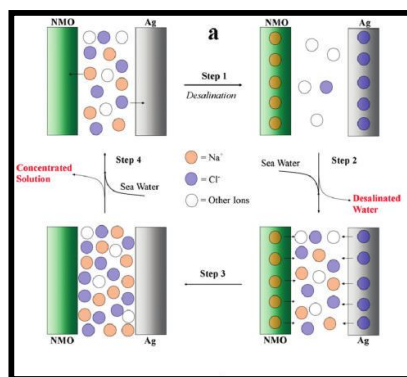 NMO Ag a NMO Ag
Step 1
Desalination
Step 4
Concentrated
Solution
Sea Water
= Na+
= Cl-
= Other Ions
Sea Water
Step 2
Desalinated
Water
Step 3
NMO Ag NMO Ag